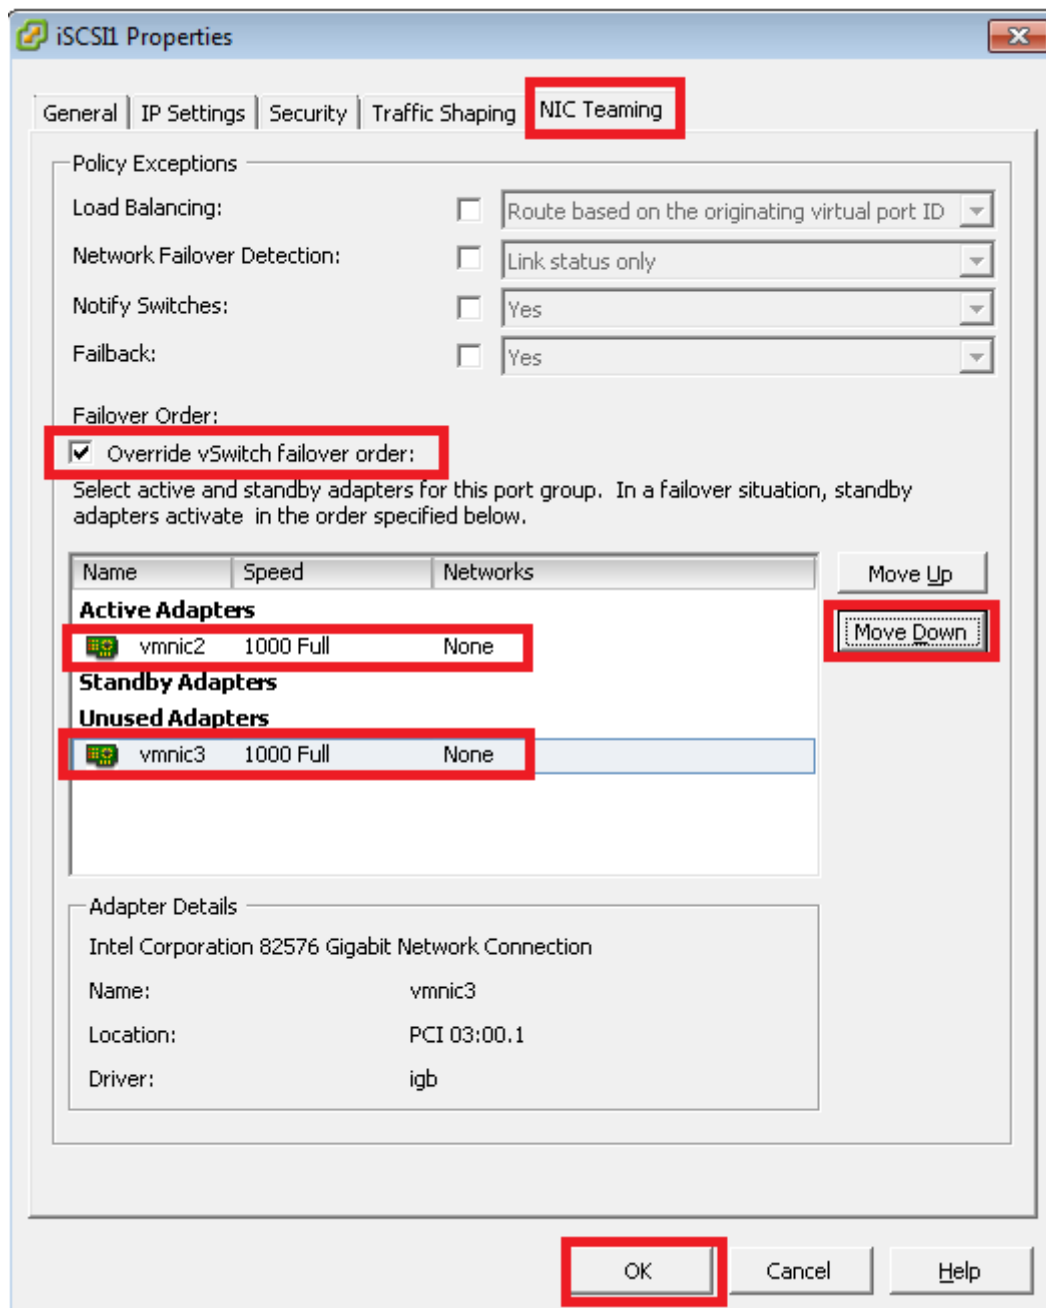 iSCSI1 Properties
General IP Settings Security Traffic Shaping NIC Teaming
Policy Exceptions
Load Balancing: Route based on the originating virtual port ID
Network Failover Detection: Link status only
Notify Switches: Yes
Failback: Yes
Failover Order:
Override vSwitch failover order:
Select active and standby adapters for this port group. In a failover situation, standby
adapters activate in the order specified below.
Name Speed Networks
Move Up
Active Adapters
vmnic2 1000 Full None
Move Down
Standby Adapters
Unused Adapters
vmnic3 1000 Full None
Adapter Details
Intel Corporation 82576 Gigabit Network Connection
Name: vmnic3
Location: PCI 03:00.1
Driver: igb
OK Cancel Help